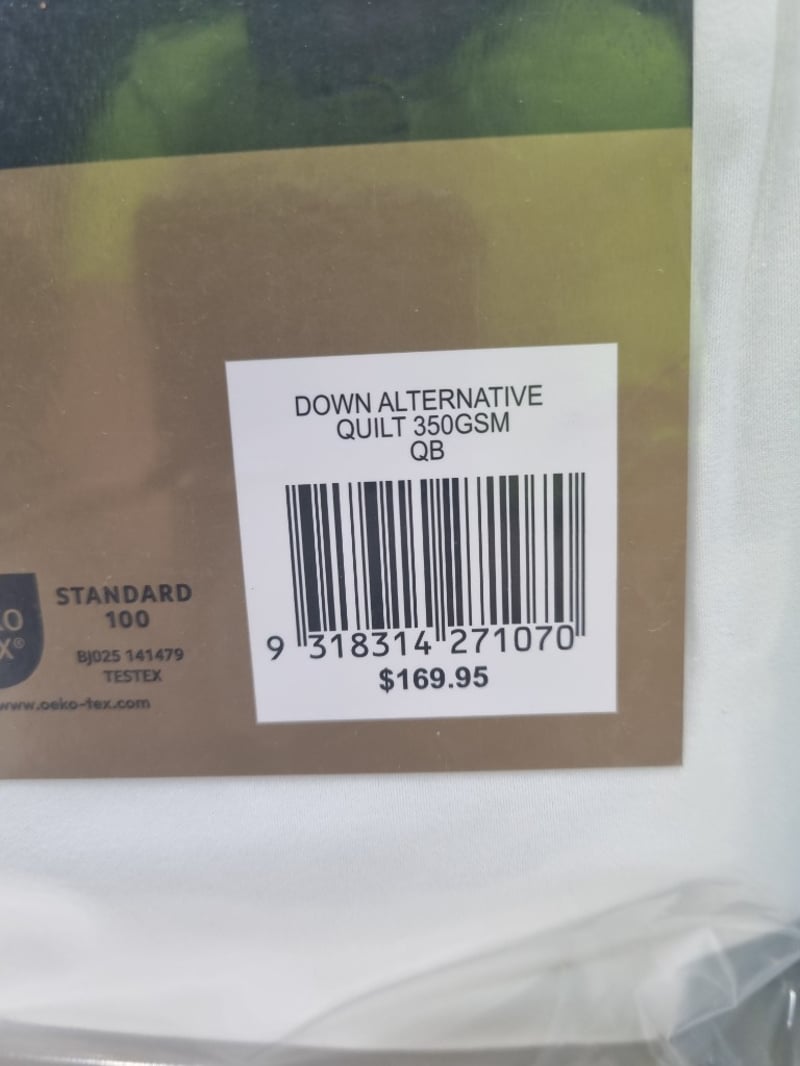 DOWN ALTERNATIVE
QUILT 350GSM
QB
9 318314 271070
$169.95
STANDARD
100
BJ025 141479
TESTEX
www.oeko-tex.com